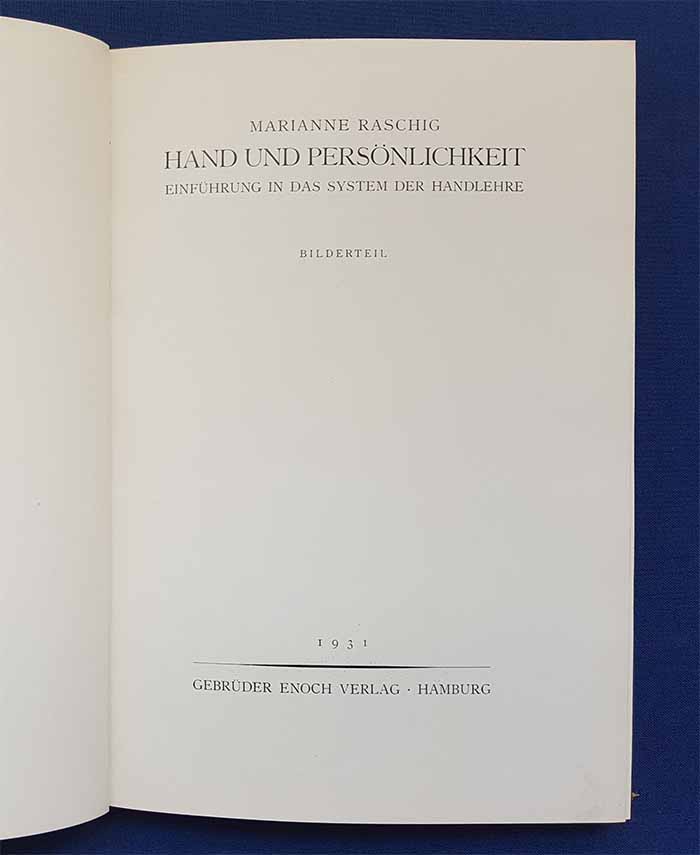 MARIANNE RASCHIG
HAND UND PERSÖNLICHKEIT
EINFÜHRUNG IN DAS SYSTEM DER HANDLEHRE
BILDERTEIL
1931
GEBRÜDER ENOCH VERLAG · HAMBURG